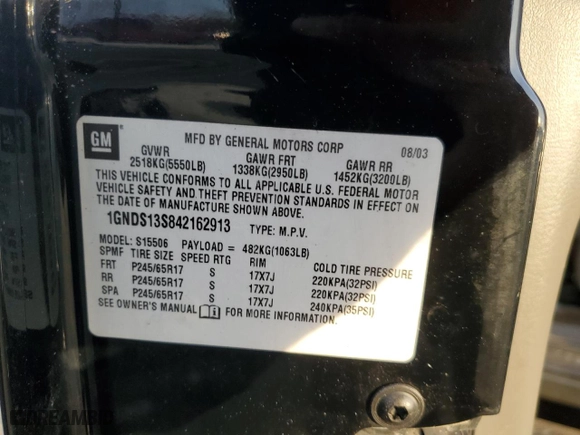 GM
MFD BY GENERAL MOTORS CORP 08/03
GVWR GAWR FRT GAWR RR
2518KG(5550LB) 1338KG(2950LB) 1452KG(3200LB)
THIS VEHICLE CONFORMS TO ALL APPLICABLE U.S. FEDERAL MOTOR
VEHICLE SAFETY AND THEFT PREVENTION STANDARDS IN EFFECT ON
THE DATE OF MANUFACTURE SHOWN ABOVE.
1GNDS13S842162913 TYPE: M.P.V.
MODEL: S15506 PAYLOAD = 482KG(1063LB)
SPMF TIRE SIZE SPEED RTG RIM COLD TIRE PRESSURE
FRT P245/65R17 S 17X7J 220KPA(32PSI)
RR P245/65R17 S 17X7J 220KPA(32PSI)
SPA P245/65R17 S 17X7J 240KPA(35PSI)
SEE OWNER'S MANUAL FOR MORE INFORMATION.